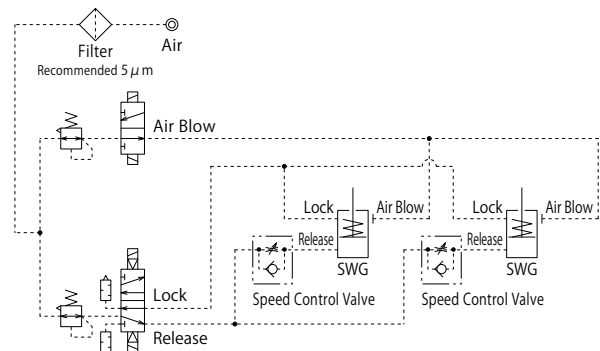 Air
Filter
Recommended 5 μ m
Air Blow
Lock
Air Blow
Lock
Air Blow
Release
Release
SWG
SWG
Lock
Speed Control Valve
Speed Control Valve
Release